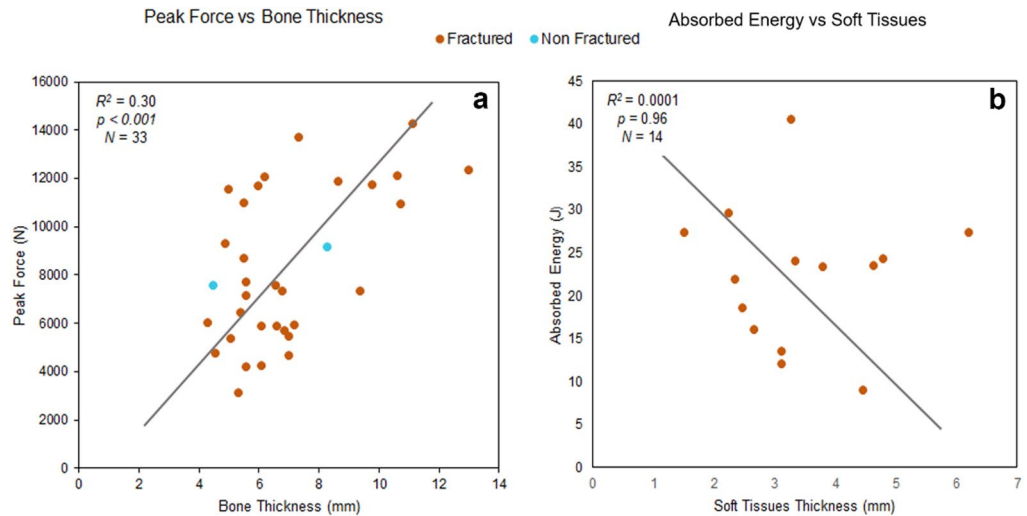 Peak Force vs Bone Thickness
Absorbed Energy vs Soft Tissues
Fractured Non Fractured
a
R² = 0.30
p < 0.001
N = 33
Peak Force (N)
16000
14000
12000
10000
8000
6000
4000
2000
0
0 2 4 6 8 10 12 14
Bone Thickness (mm)
b
R² = 0.0001
p = 0.96
N = 14
Absorbed Energy (J)
45
40
35
30
25
20
15
10
5
0
0 1 2 3 4 5 6 7
Soft Tissues Thickness (mm)